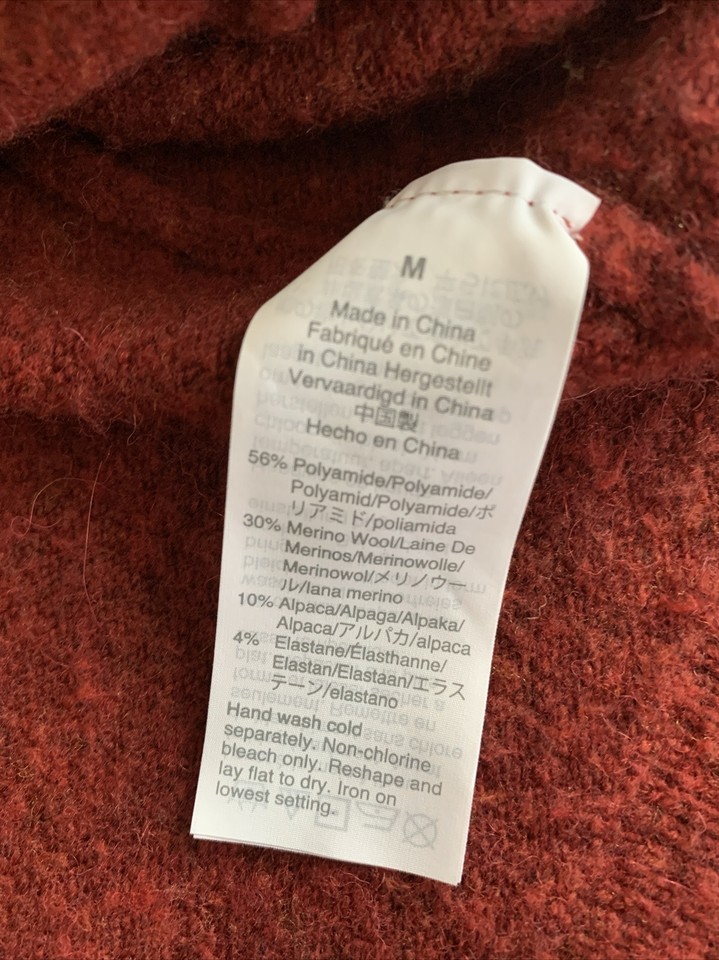 M
Made in China
Fabriqué en Chine
in China Hergestellt
Vervaardigd in China
中国製
Hecho en China
56% Polyamide/Polyamide/
Polyamid/Polyamide/ポ
リアミド/poliamida
30% Merino Wool/Laine De
Merinos/Merinowolle/
Merinowol/メリノウー
ル/lana merino
10% Alpaca/Alpaga/Alpaka/
Alpaca/アルパカ/alpaca
4% Elastane/Élasthanne/
Elastan/Elastaan/エラス
テーン/elastano
Hand wash cold
separately. Non-chlorine
bleach only. Reshape and
lay flat to dry. Iron on
lowest setting.